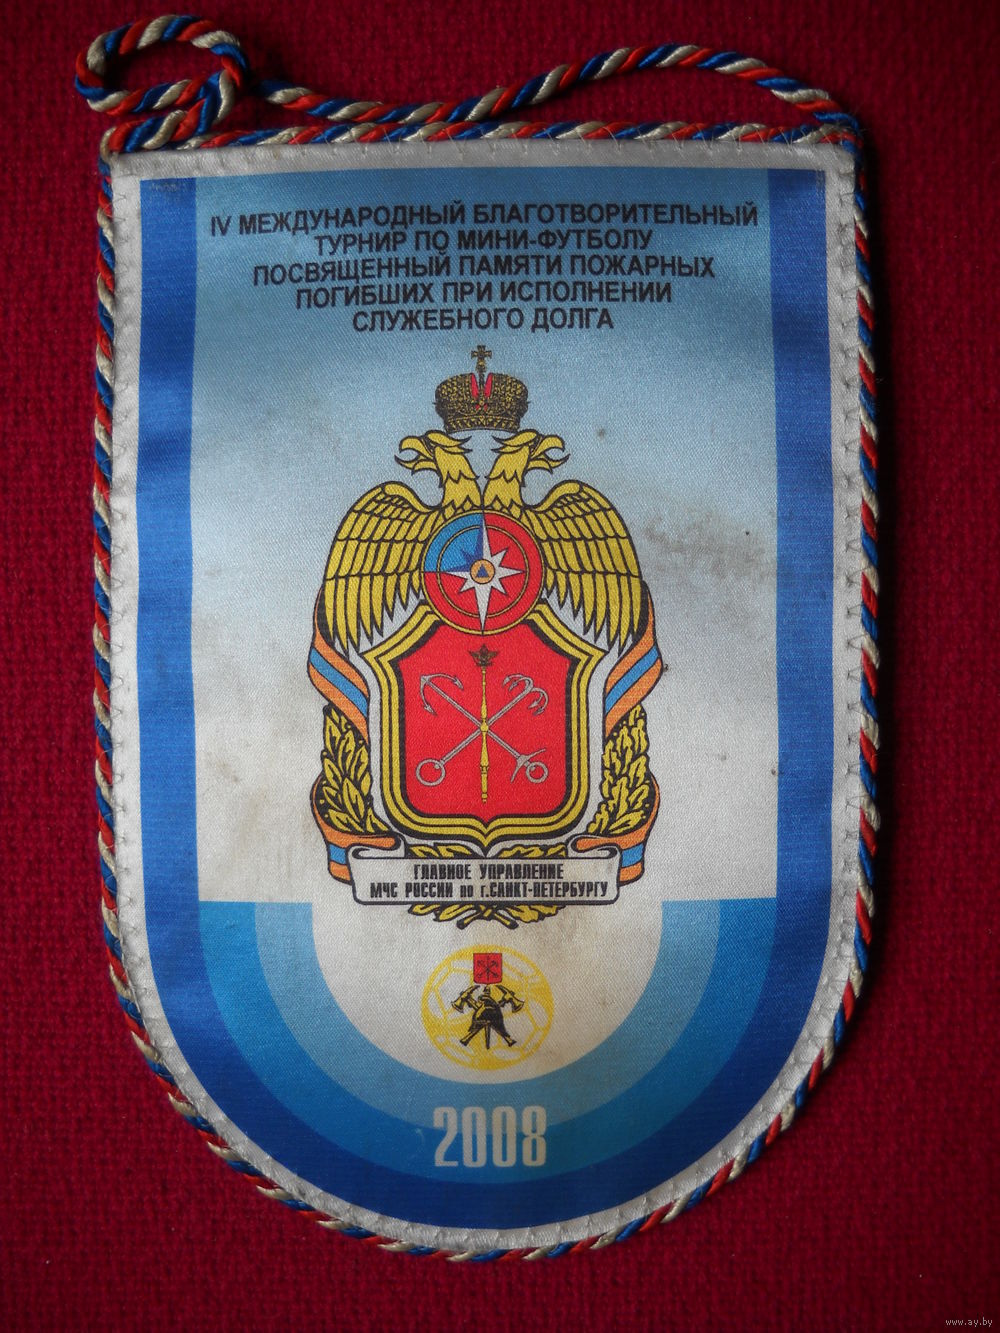 IV МЕЖДУНАРОДНЫЙ БЛАГОТВОРИТЕЛЬНЫЙ
ТУРНИР ПО МИНИ-ФУТБОЛУ
ПОСВЯЩЕННЫЙ ПАМЯТИ ПОЖАРНЫХ
ПОГИБШИХ ПРИ ИСПОЛНЕНИИ
СЛУЖЕБНОГО ДОЛГА
ГЛАВНОЕ УПРАВЛЕНИЕ
МЧС РОССИИ по г.САНКТ-ПЕТЕРБУРГУ
2008
www.ay.by